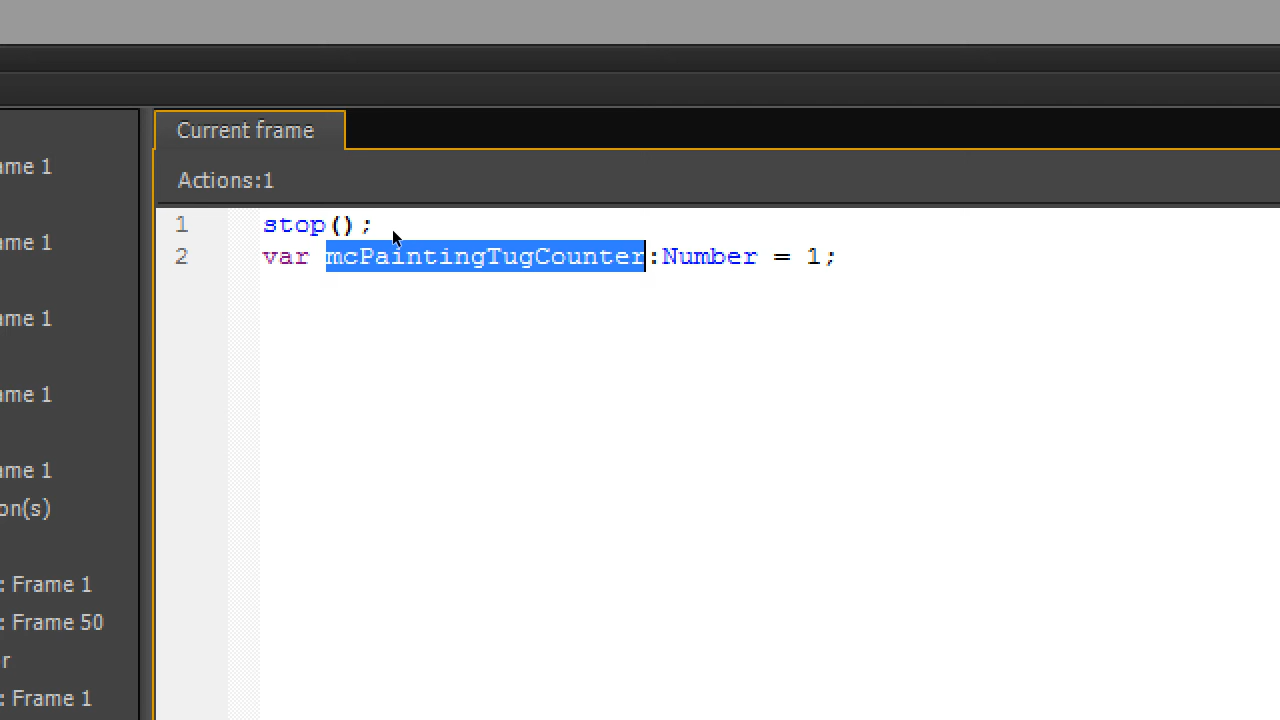 Current frame
Actions:1
1 stop();
2 var mcPaintingTugCounter:Number = 1;
ame 1
ame 1
ame 1
ame 1
ame 1
on(s)
: Frame 1
: Frame 50
r
: Frame 1